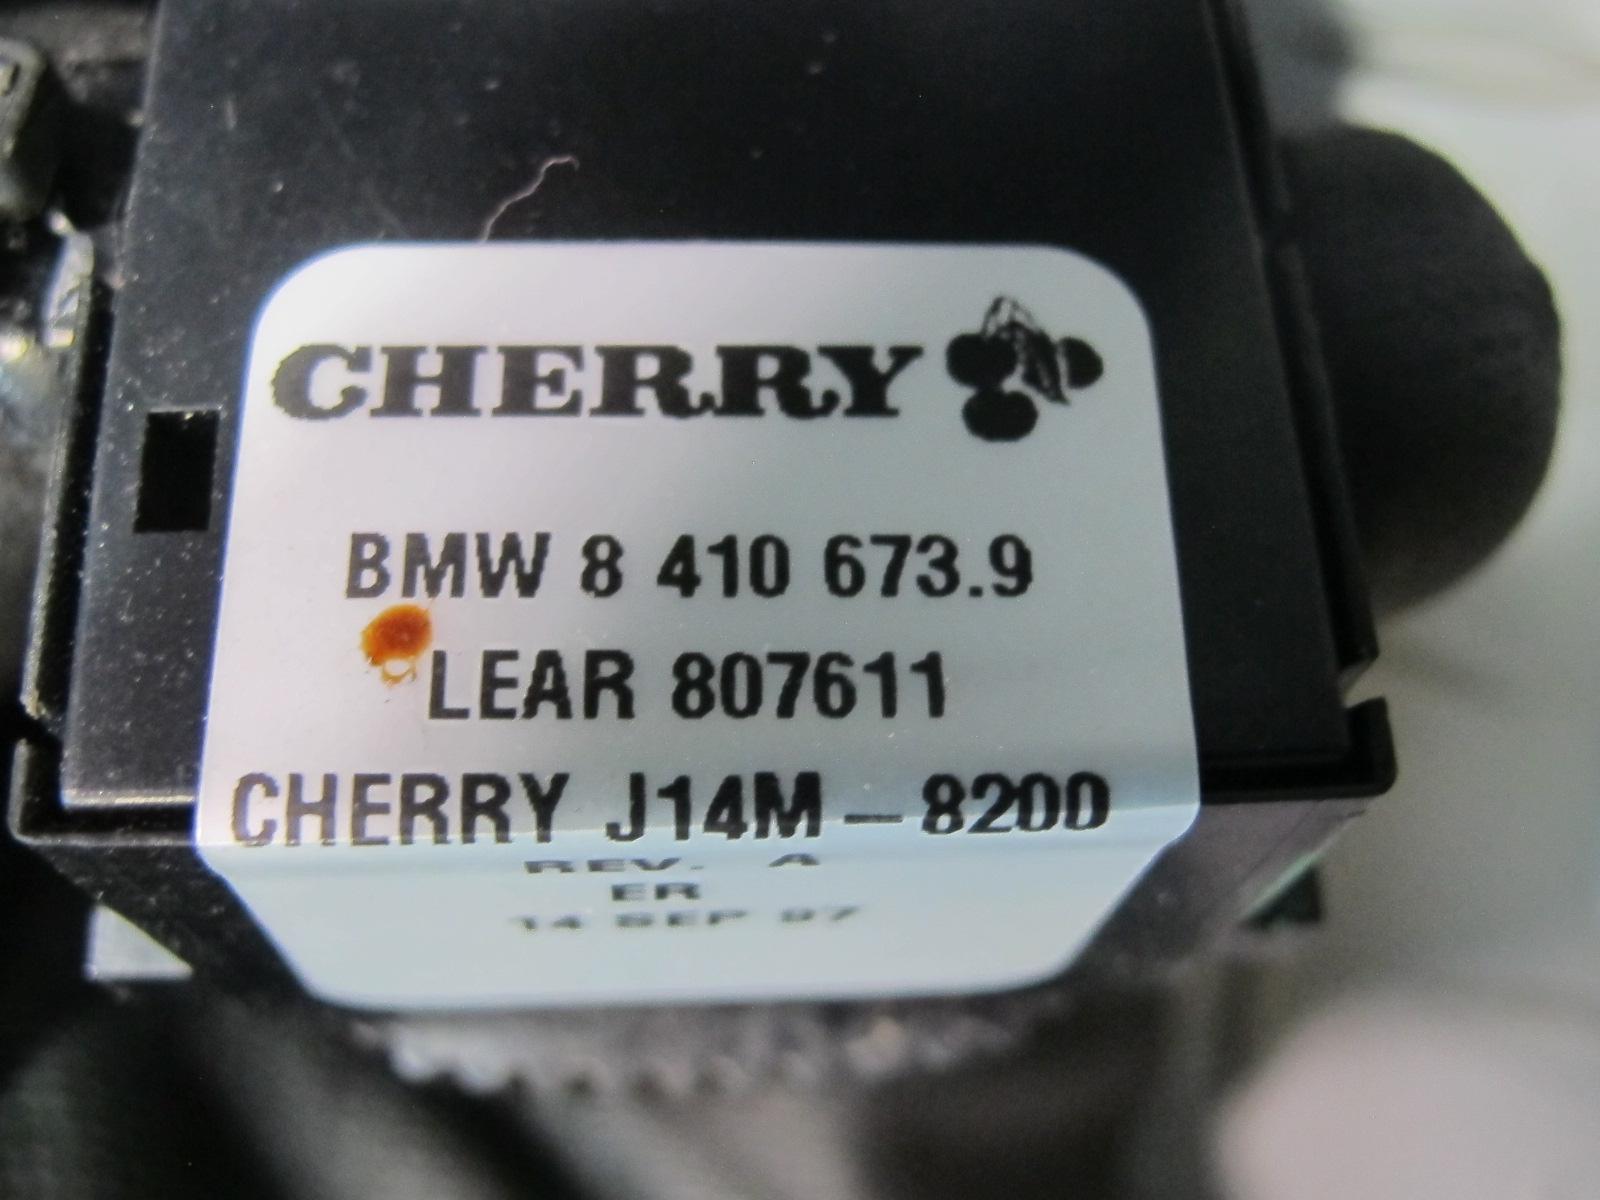 CHERRY
BMW 8 410 673.9
LEAR 807611
CHERRY J14M-8200
REV. A
ER
14 SEP 97